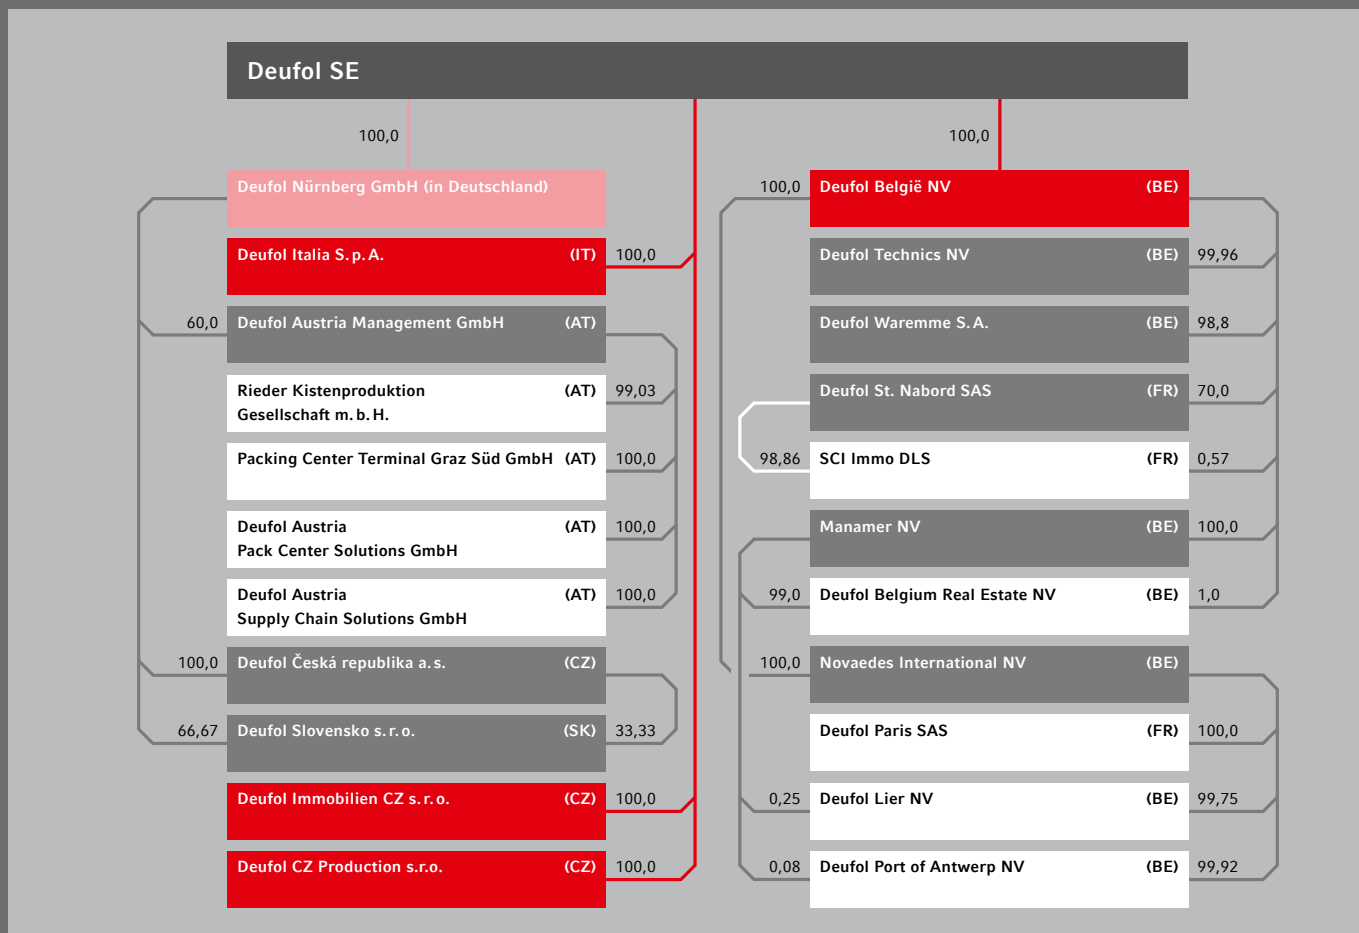 Deufol SE
100,0
100,0
Deufol Nürnberg GmbH (in Deutschland)
Deufol Italia S. p. A. (IT) 100,0
60,0 Deufol Austria Management GmbH (AT)
Rieder Kistenproduktion (AT) 99,03
Gesellschaft m. b. H.
Packing Center Terminal Graz Süd GmbH (AT) 100,0
Deufol Austria (AT) 100,0
Pack Center Solutions GmbH
Deufol Austria (AT) 100,0
Supply Chain Solutions GmbH
100,0 Deufol Česká republika a. s. (CZ)
66,67 Deufol Slovensko s. r. o. (SK) 33,33
Deufol Immobilien CZ s. r. o. (CZ) 100,0
Deufol CZ Production s.r.o. (CZ) 100,0
100,0 Deufol België NV (BE)
Deufol Technics NV (BE) 99,96
Deufol Waremme S. A. (BE) 98,8
Deufol St. Nabord SAS (FR) 70,0
98,86 SCI Immo DLS (FR) 0,57
Manamer NV (BE) 100,0
99,0 Deufol Belgium Real Estate NV (BE) 1,0
100,0 Novaedes International NV (BE)
Deufol Paris SAS (FR) 100,0
0,25 Deufol Lier NV (BE) 99,75
0,08 Deufol Port of Antwerp NV (BE) 99,92